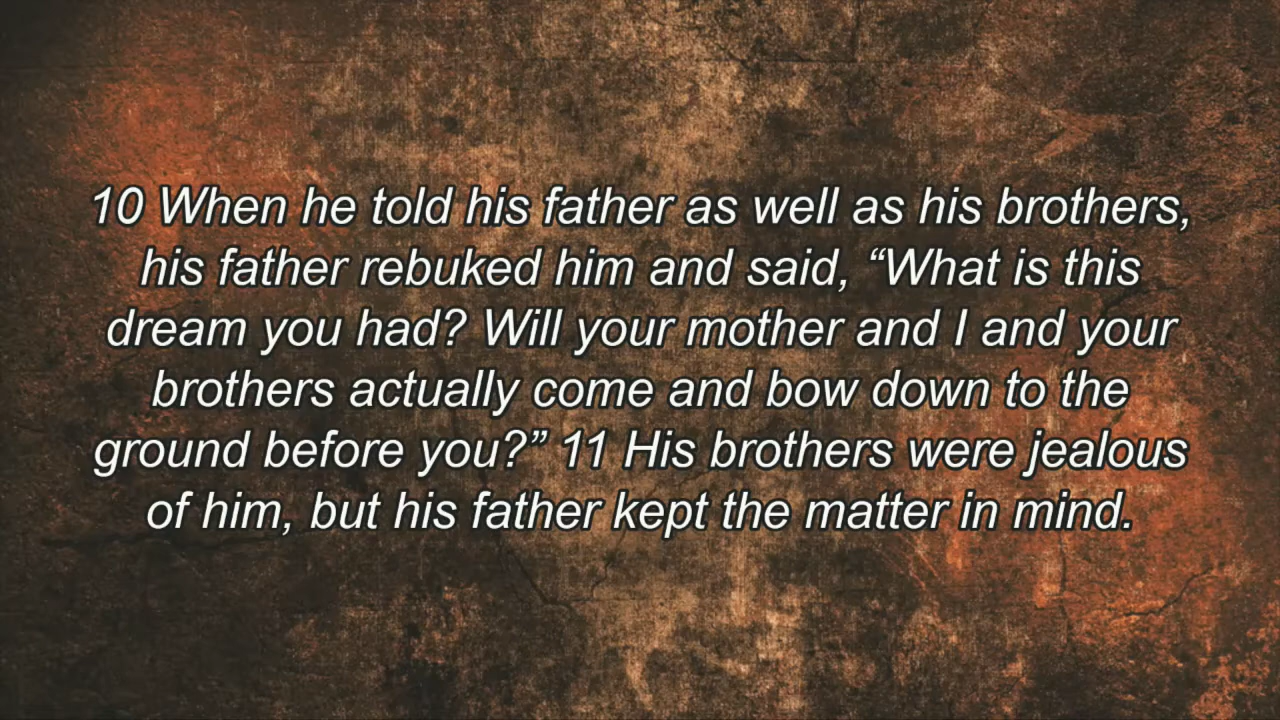 10 When he told his father as well as his brothers,
his father rebuked him and said, “What is this
dream you had? Will your mother and I and your
brothers actually come and bow down to the
ground before you?” 11 His brothers were jealous
of him, but his father kept the matter in mind.